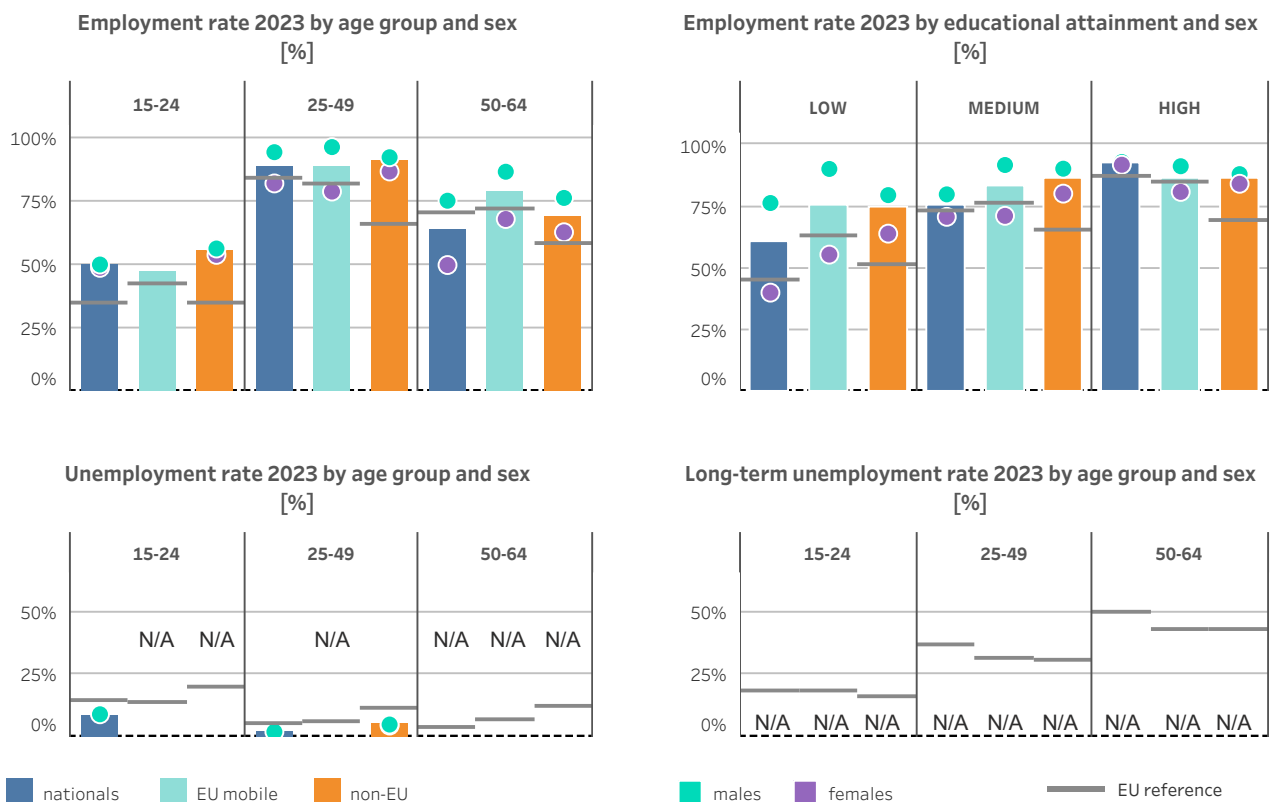 Employment rate 2023 by age group and sex
[%]
15-24
25-49
50-64
100%
75%
50%
25%
0%
Employment rate 2023 by educational attainment and sex
[%]
LOW
MEDIUM
HIGH
100%
75%
50%
25%
0%
Unemployment rate 2023 by age group and sex
[%]
15-24
25-49
50-64
50%
N/A N/A N/A N/A N/A N/A
25%
0%
Long-term unemployment rate 2023 by age group and sex
[%]
15-24
25-49
50-64
50%
25%
0%
N/A N/A N/A N/A N/A N/A N/A N/A N/A
nationals
EU mobile
non-EU
males
females
EU reference